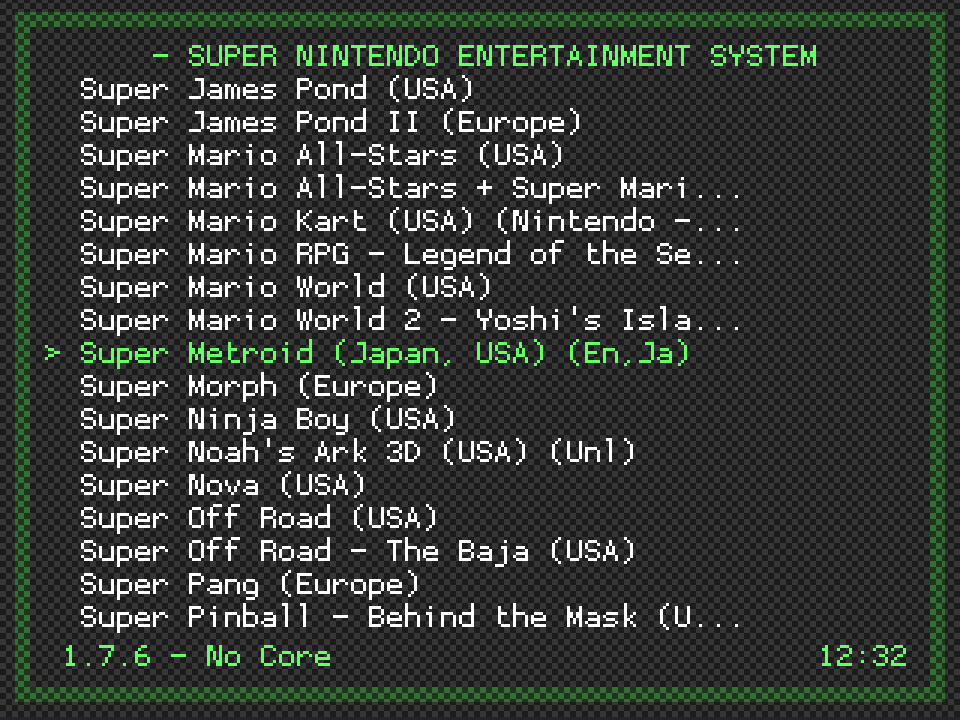 - SUPER NINTENDO ENTERTAINMENT SYSTEM
Super James Pond (USA)
Super James Pond II (Europe)
Super Mario All-Stars (USA)
Super Mario All-Stars + Super Mari...
Super Mario Kart (USA) (Nintendo -...
Super Mario RPG - Legend of the Se...
Super Mario World (USA)
Super Mario World 2 - Yoshi's Isla...
> Super Metroid (Japan, USA) (En,Ja)
Super Morph (Europe)
Super Ninja Boy (USA)
Super Noah's Ark 3D (USA) (Unl)
Super Nova (USA)
Super Off Road (USA)
Super Off Road - The Baja (USA)
Super Pang (Europe)
Super Pinball - Behind the Mask (U...
1.7.6 - No Core 12:32